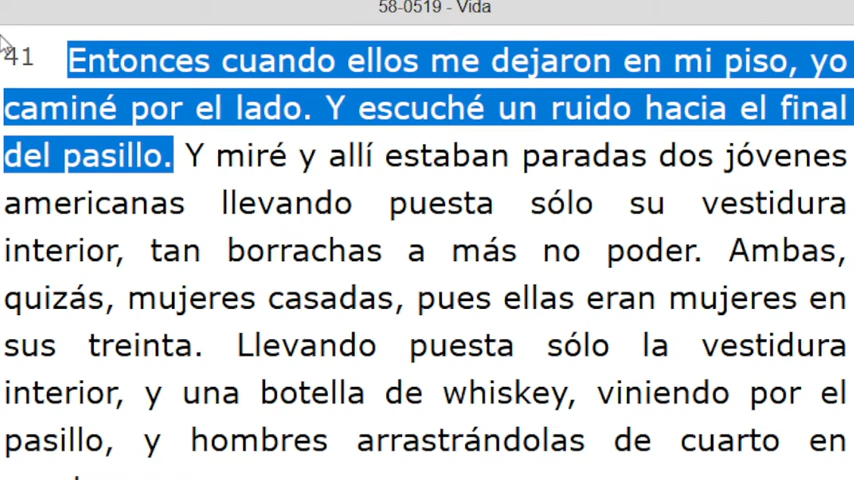 58-0519 - Vida
41 Entonces cuando ellos me dejaron en mi piso, yo
caminé por el lado. Y escuché un ruido hacia el final
del pasillo. Y miré y allí estaban paradas dos jóvenes
americanas llevando puesta sólo su vestidura
interior, tan borrachas a más no poder. Ambas,
quizás, mujeres casadas, pues ellas eran mujeres en
sus treinta. Llevando puesta sólo la vestidura
interior, y una botella de whiskey, viniendo por el
pasillo, y hombres arrastrándolas de cuarto en